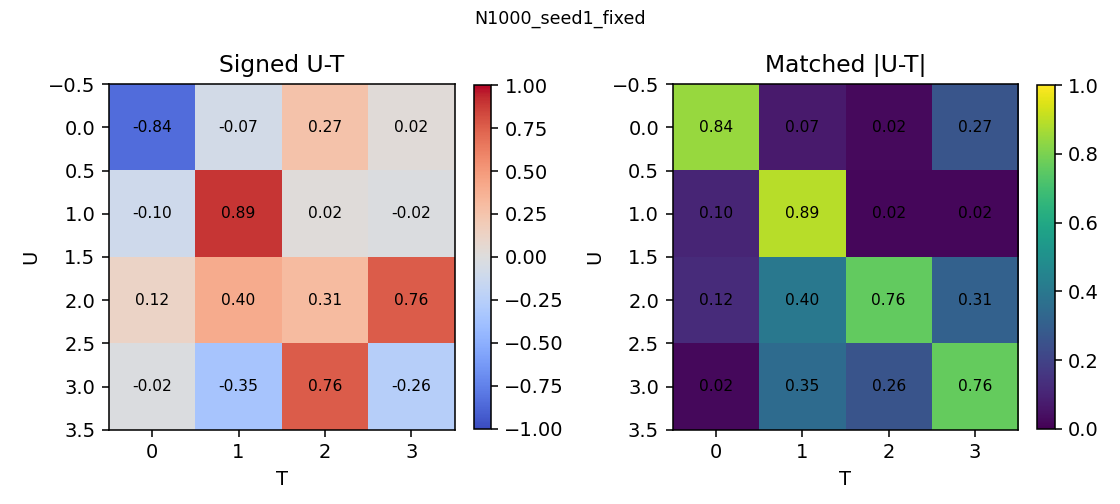 N1000_seed1_fixed
Signed U-T
−0.5
0.0
0.5
1.0
1.5
2.0
2.5
3.0
3.5
U
-0.84 -0.07 0.27 0.02
-0.10 0.89 0.02 -0.02
0.12 0.40 0.31 0.76
-0.02 -0.35 0.76 -0.26
0 1 2 3
T
1.00
0.75
0.50
0.25
0.00
−0.25
−0.50
−0.75
−1.00
Matched |U-T|
−0.5
0.0
0.5
1.0
1.5
2.0
2.5
3.0
3.5
U
0.84 0.07 0.02 0.27
0.10 0.89 0.02 0.02
0.12 0.40 0.76 0.31
0.02 0.35 0.26 0.76
0 1 2 3
T
1.0
0.8
0.6
0.4
0.2
0.0